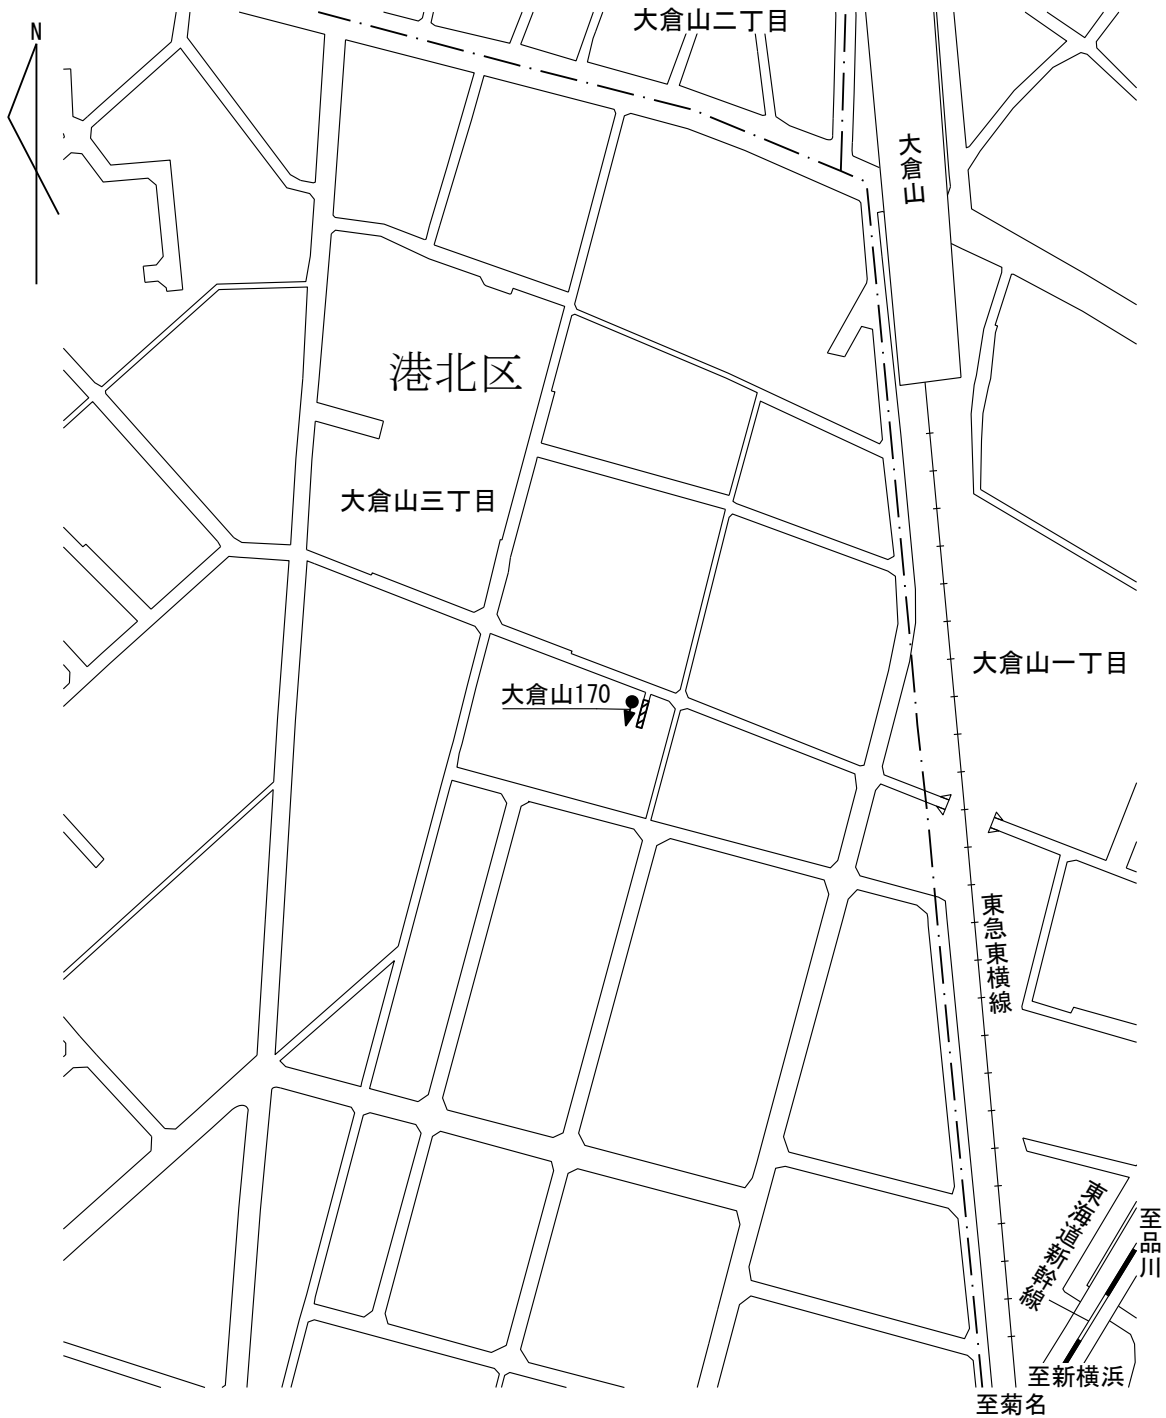 大倉山二丁目
N
大倉山
港北区
大倉山三丁目
大倉山一丁目
大倉山170
東急東横線
東海道新幹線
至品川
至新横浜
至菊名